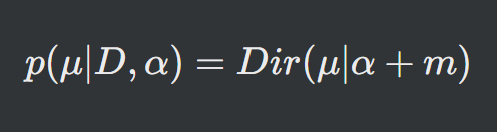 p(μ|D, α) = Dir(μ|α + m)